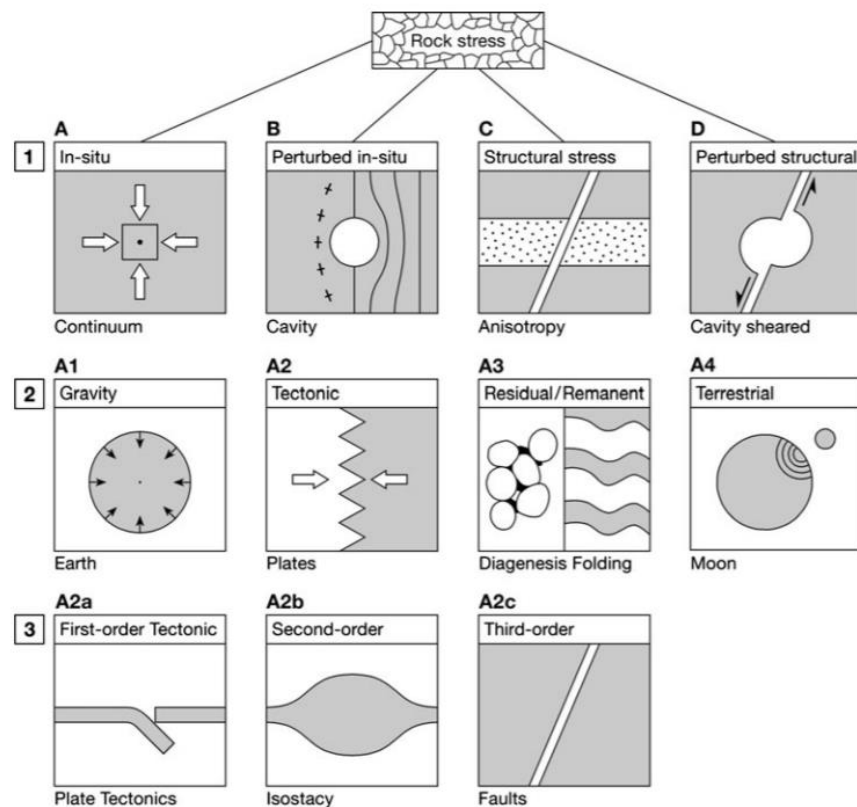 Rock stress
A B C D
1 In-situ Perturbed in-situ Structural stress Perturbed structural
Continuum Cavity Anisotropy Cavity sheared
A1 A2 A3 A4
2 Gravity Tectonic Residual/Remanent Terrestrial
Earth Plates Diagenesis Folding Moon
A2a A2b A2c
3 First-order Tectonic Second-order Third-order
Plate Tectonics Isostacy Faults